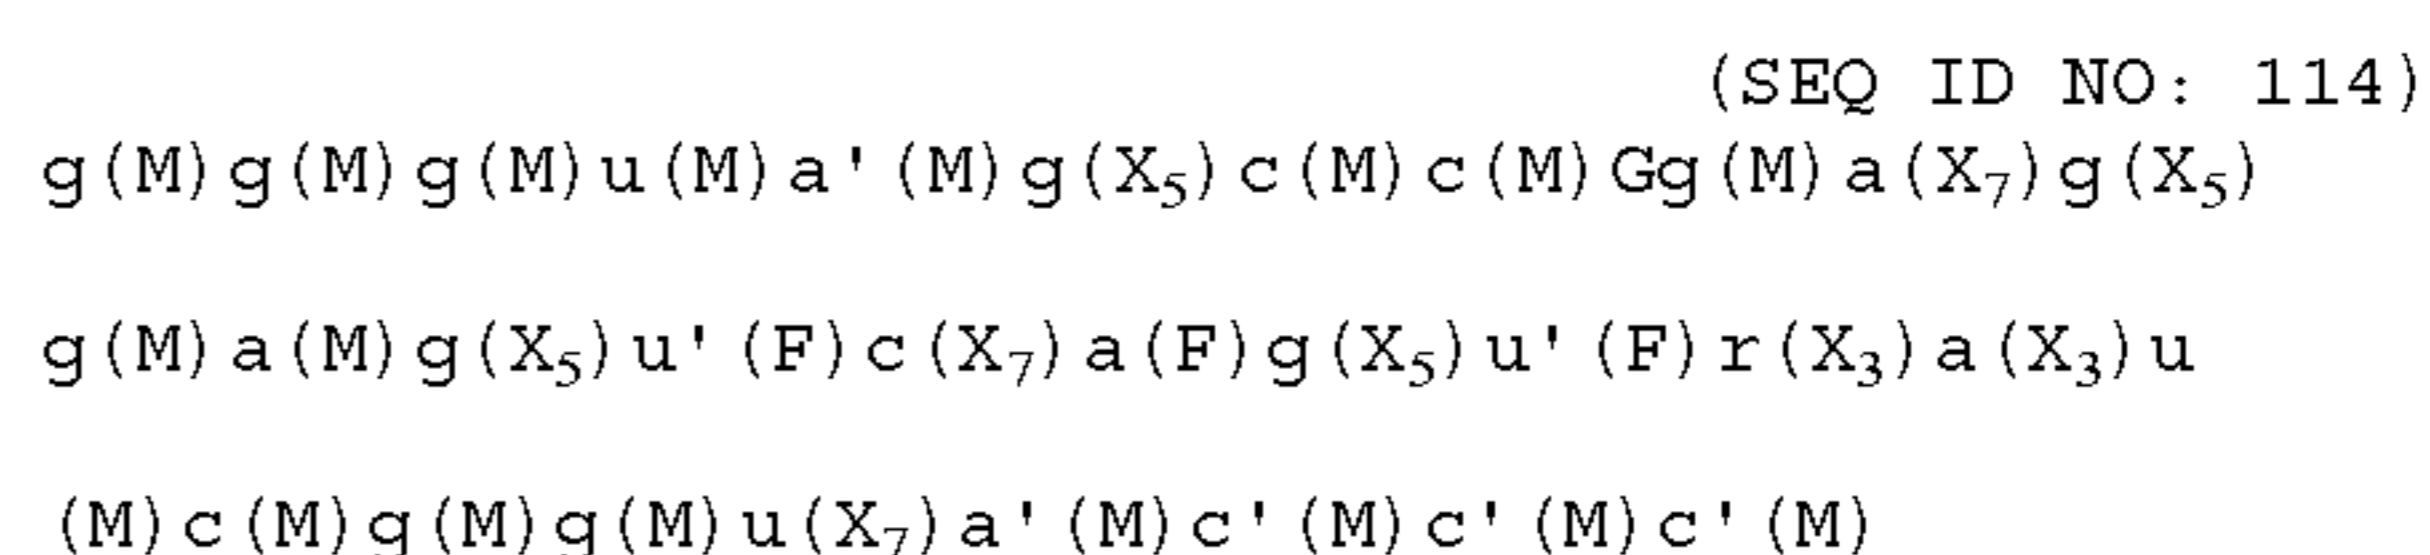 (SEQ ID NO: 114)
g(M)g(M)g(M)u(M)a'(M)g(X₅)c(M)c(M)Gg(M)a(X₇)g(X₅)
g(M)a(M)g(X₅)u'(F)c(X₇)a(F)g(X₅)u'(F)r(X₃)a(X₃)u
(M)c(M)g(M)g(M)u(X₇)a'(M)c'(M)c'(M)c'(M)